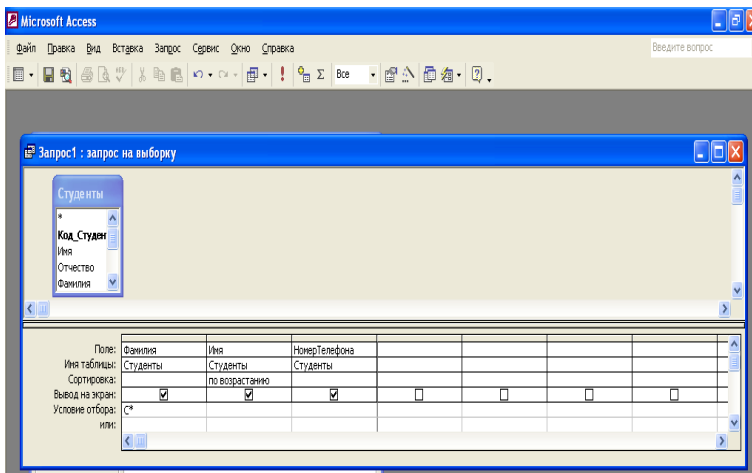 Microsoft Access
Файл Правка Вид Вставка Запрос Сервис Окно Справка
Введите вопрос
Все
Запрос1 : запрос на выборку
Студенты
*
Код_Студен
Имя
Отчество
Фамилия
Поле: Фамилия Имя НомерТелефона
Имя таблицы: Студенты Студенты Студенты
Сортировка: по возрастанию
Вывод на экран:
Условие отбора: С*
или: